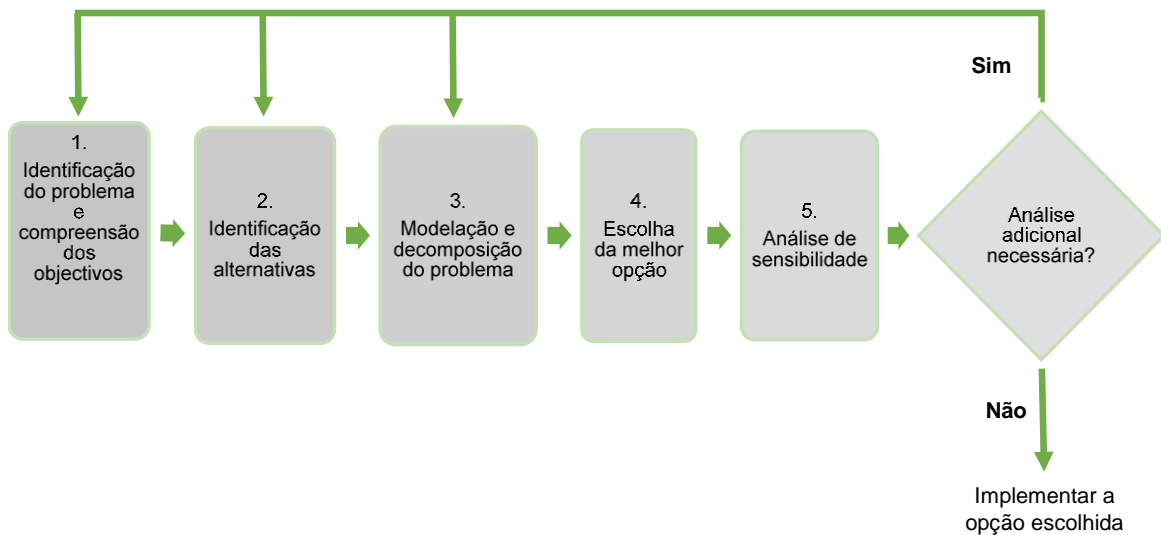 Sim
1.
Identificação
do problema
e
compreensão
dos
objectivos
2.
Identificação
das
alternativas
3.
Modelação e
decomposição
do problema
4.
Escolha
da melhor
opção
5.
Análise de
sensibilidade
Análise
adicional
necessária?
Não
Implementar a
opção escolhida